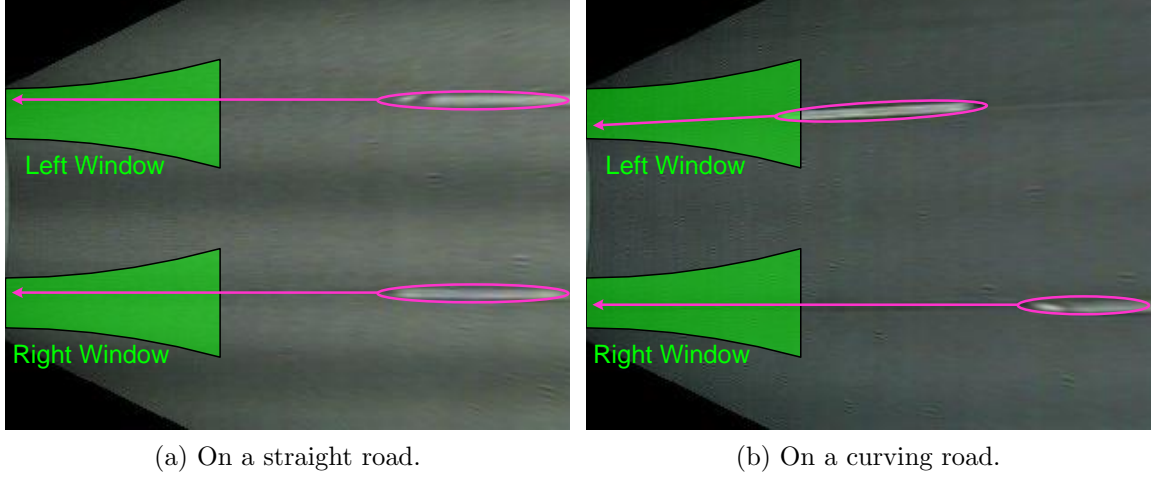 Left Window
Right Window
Left Window
Right Window
(a) On a straight road.
(b) On a curving road.